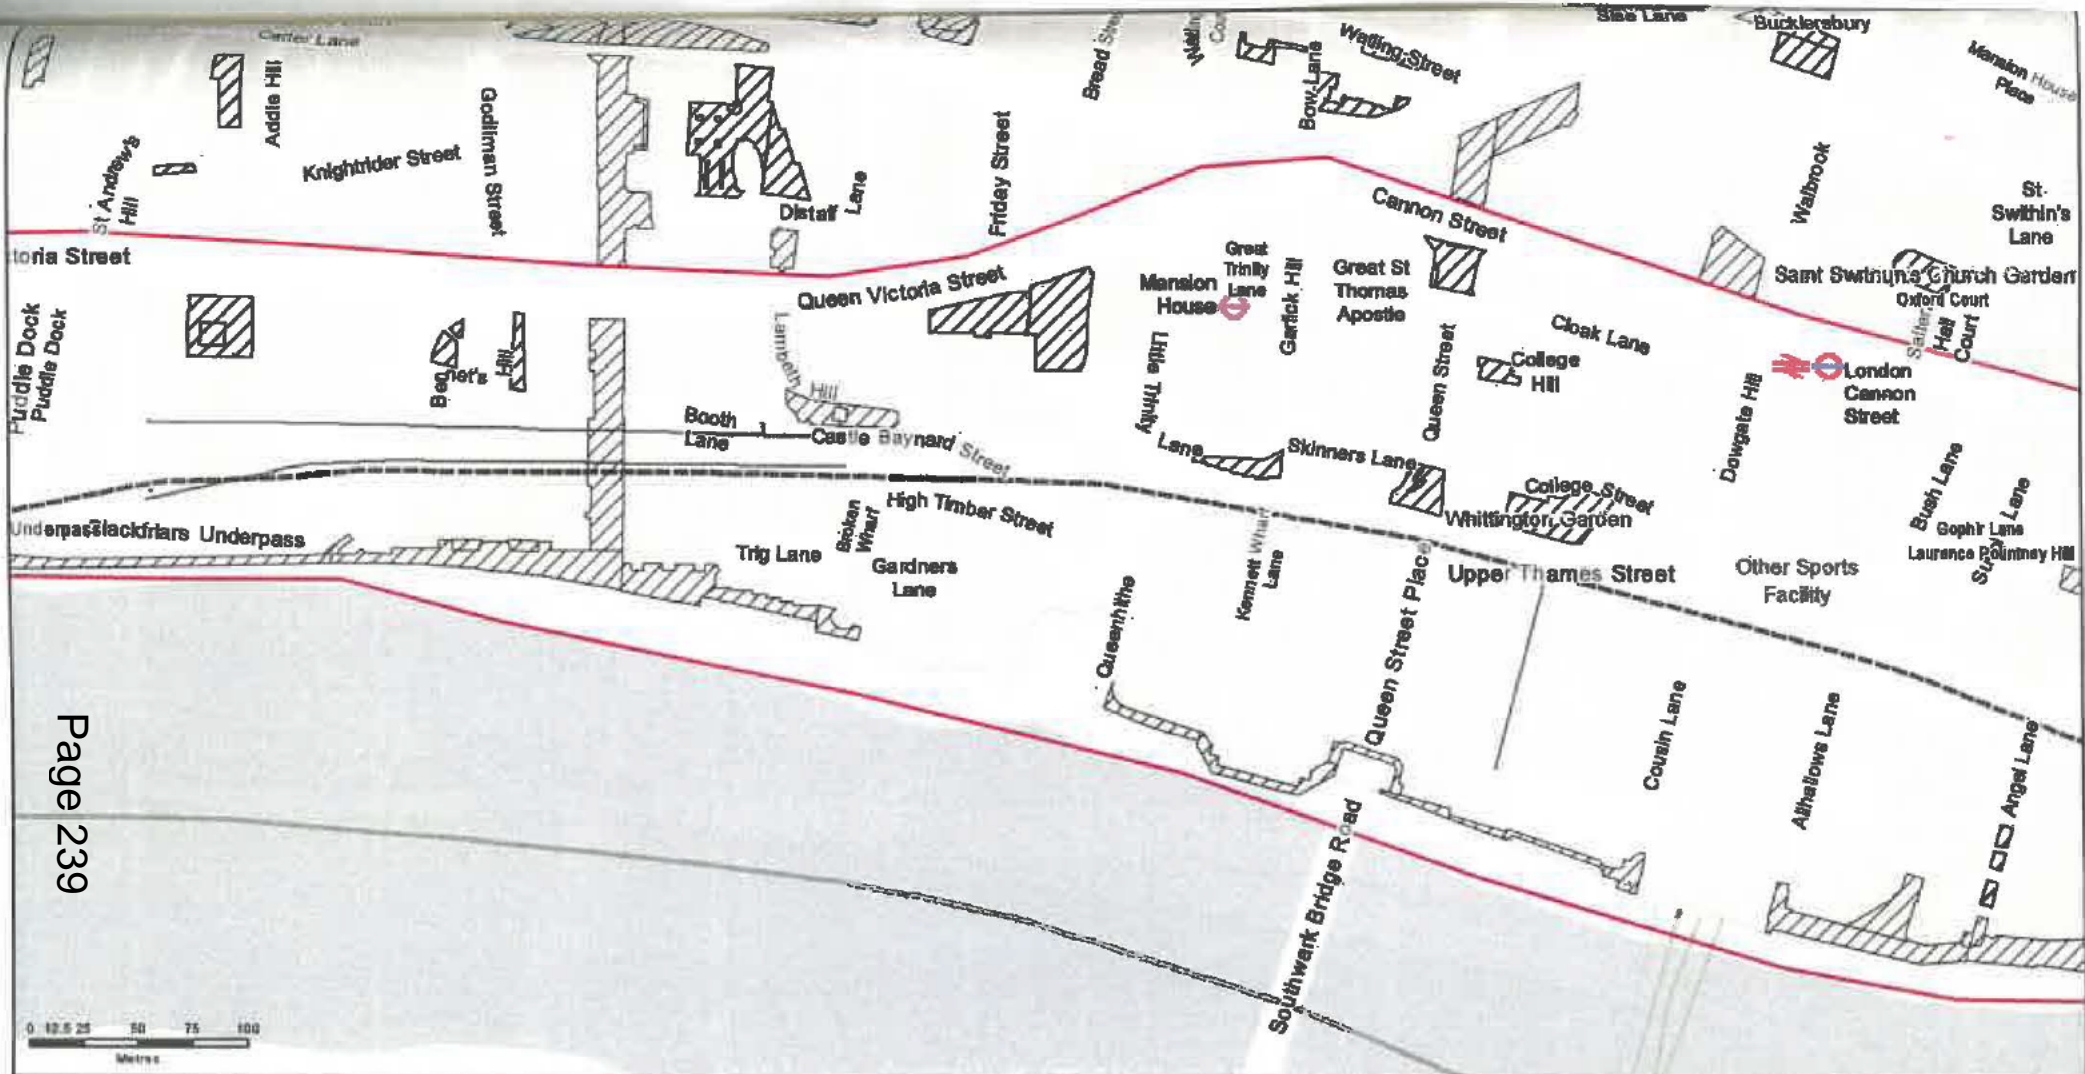 Carter Lane
Bread
Watling Street
Sise Lane
Bucklersbury
Mansion House
Place
Addle Hill
Godliman Street
Bow Lane
St Andrew's
Hill
Knightrider Street
Friday Street
Distaff
Lane
Cannon Street
Walbrook
St.
Swithin's
Lane
toria Street
Queen Victoria Street
Mansion
House
Great
Trinity
Lane
Garlick Hill
Great St
Thomas
Apostle
Saint Swithun's Church Garden
Oxford Court
Salter
Hall
Court
Puddle Dock
Puddle Dock
Bennet's
Hill
Lambeth
Hill
Little Trinity
Lane
Queen Street
Cloak Lane
College
Hill
Dowgate Hill
London
Cannon
Street
Booth
Lane
Castle Baynard Street
Skinners Lane
College Street
Whittington Garden
Bush Lane
Lane
Gophir Lane
Laurence Pountney Hill
Underpass
Blackfriars Underpass
Trig Lane
Broken
Wharf
High Timber Street
Gardners
Lane
Queenhithe
Kennett Wharf
Lane
Queen Street Place
Upper Thames Street
Other Sports
Facility
Cousin Lane
Allhallows Lane
Angel Lane
Southwark Bridge Road
Page 239
0 12.5 25 50 75 100
Metres